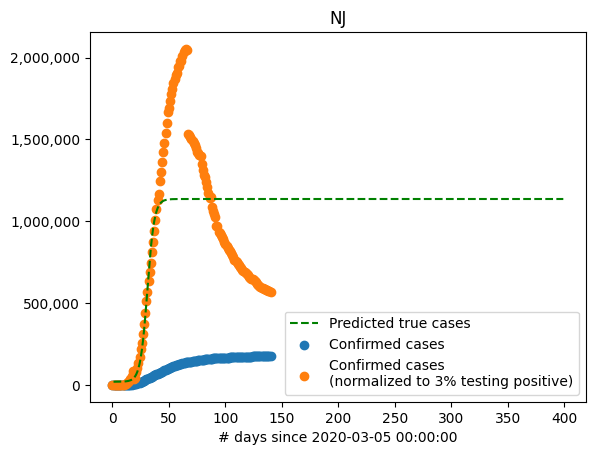 NJ
2,000,000
1,500,000
1,000,000
500,000
0
Predicted true cases
Confirmed cases
Confirmed cases
(normalized to 3% testing positive)
0 50 100 150 200 250 300 350 400
# days since 2020-03-05 00:00:00